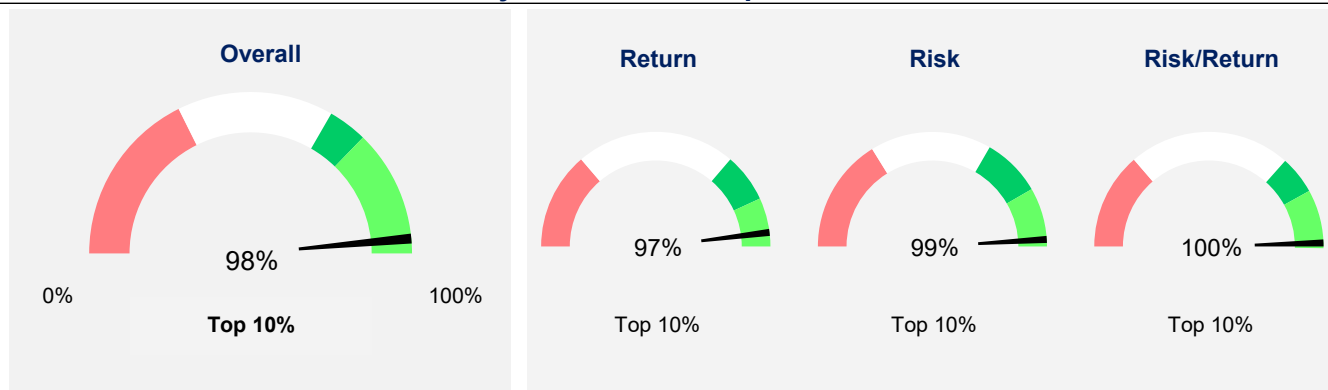 Overall
98%
0%
100%
Top 10%
Return
Risk
Risk/Return
97%
99%
100%
Top 10%
Top 10%
Top 10%